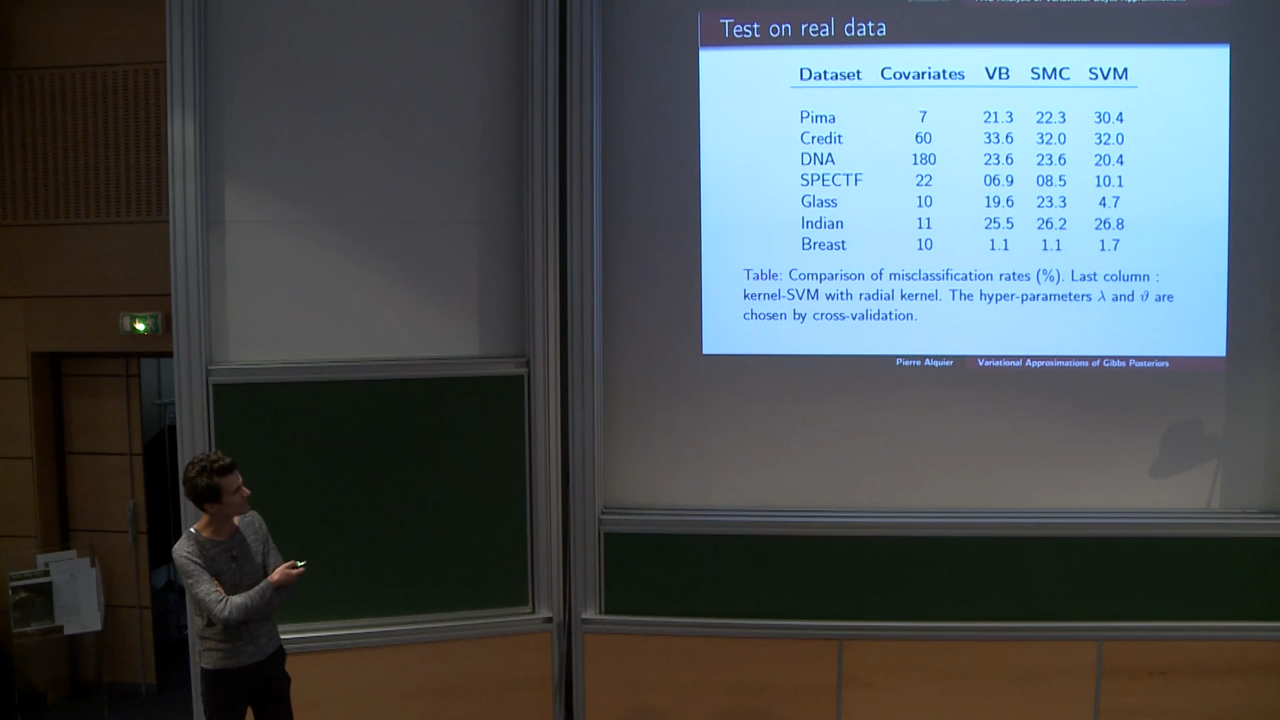 Test on real data
Dataset Covariates VB SMC SVM
Pima 7 21.3 22.3 30.4
Credit 60 33.6 32.0 32.0
DNA 180 23.6 23.6 20.4
SPECTF 22 06.9 08.5 10.1
Glass 10 19.6 23.3 4.7
Indian 11 25.5 26.2 26.8
Breast 10 1.1 1.1 1.7
Table: Comparison of misclassification rates (%). Last column :
kernel-SVM with radial kernel. The hyper-parameters λ and ϑ are
chosen by cross-validation.
Pierre Alquier Variational Approximations of Gibbs Posteriors